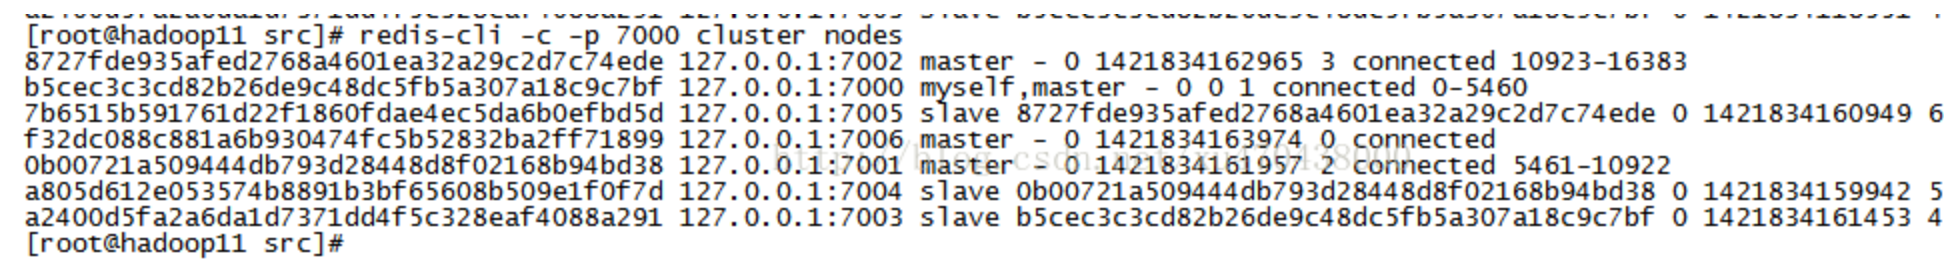 [root@hadoop11 src]# redis-cli -c -p 7000 cluster nodes
8727fde935afed2768a4601ea32a29c2d7c74ede 127.0.0.1:7002 master - 0 1421834162965 3 connected 10923-16383
b5cec3c3cd82b26de9c48dc5fb5a307a18c9c7bf 127.0.0.1:7000 myself,master - 0 0 1 connected 0-5460
7b6515b591761d22f1860fdae4ec5da6b0efbd5d 127.0.0.1:7005 slave 8727fde935afed2768a4601ea32a29c2d7c74ede 0 1421834160949 6
f32dc088c881a6b930474fc5b52832ba2ff71899 127.0.0.1:7006 master - 0 1421834163974 0 connected
0b00721a509444db793d28448d8f02168b94bd38 127.0.0.1:7001 master - 0 1421834161957 2 connected 5461-10922
a805d612e053574b8891b3bf65608b509e1f0f7d 127.0.0.1:7004 slave 0b00721a509444db793d28448d8f02168b94bd38 0 1421834159942 5
a2400d5fa2a6da1d7371dd4f5c328eaf4088a291 127.0.0.1:7003 slave b5cec3c3cd82b26de9c48dc5fb5a307a18c9c7bf 0 1421834161453 4
[root@hadoop11 src]#